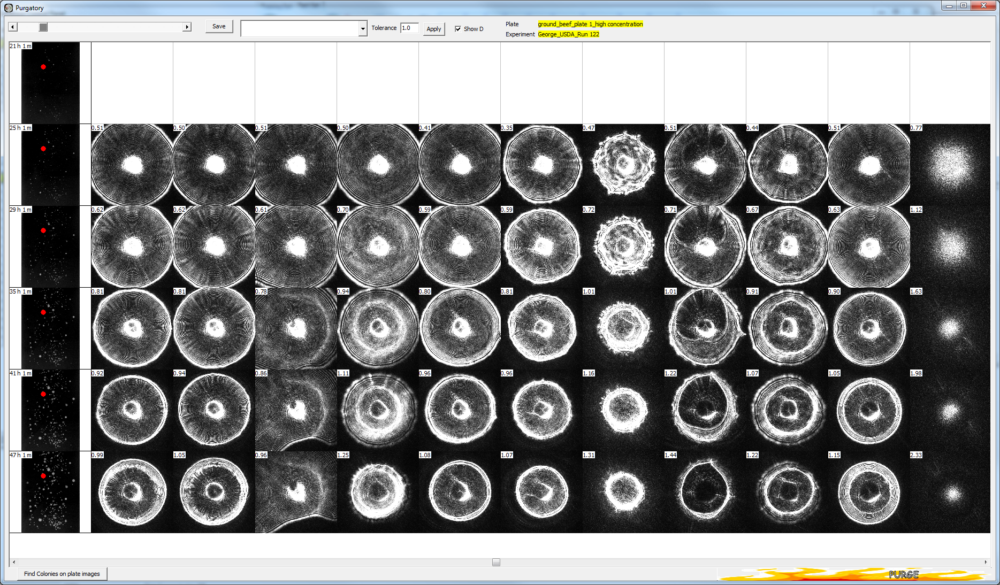 Purgatory
Save
Tolerance 1.0 Apply Show D
Plate ground_beef_plate 1_high concentration
Experiment George_USDA_Run 122
21 h 1 m
25 h 1 m 0.51 0.50 0.51 0.50 0.41 0.35 0.47 0.51 0.44 0.51 0.77
29 h 1 m 0.62 0.62 0.61 0.70 0.59 0.59 0.72 0.71 0.67 0.63 1.12
35 h 1 m 0.81 0.81 0.78 0.94 0.80 0.81 1.01 1.01 0.91 0.90 1.63
41 h 1 m 0.92 0.94 0.86 1.11 0.96 0.96 1.16 1.22 1.07 1.05 1.98
47 h 1 m 0.99 1.05 0.96 1.25 1.08 1.07 1.31 1.44 1.22 1.15 2.33
Find Colonies on plate images
PURGE